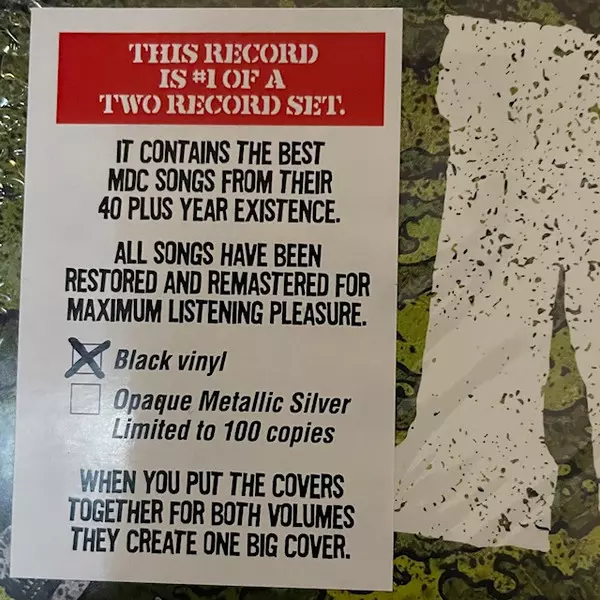 THIS RECORD
IS #1 OF A
TWO RECORD SET.
IT CONTAINS THE BEST
MDC SONGS FROM THEIR
40 PLUS YEAR EXISTENCE.
ALL SONGS HAVE BEEN
RESTORED AND REMASTERED FOR
MAXIMUM LISTENING PLEASURE.
Black vinyl
Opaque Metallic Silver
Limited to 100 copies
WHEN YOU PUT THE COVERS
TOGETHER FOR BOTH VOLUMES
THEY CREATE ONE BIG COVER.